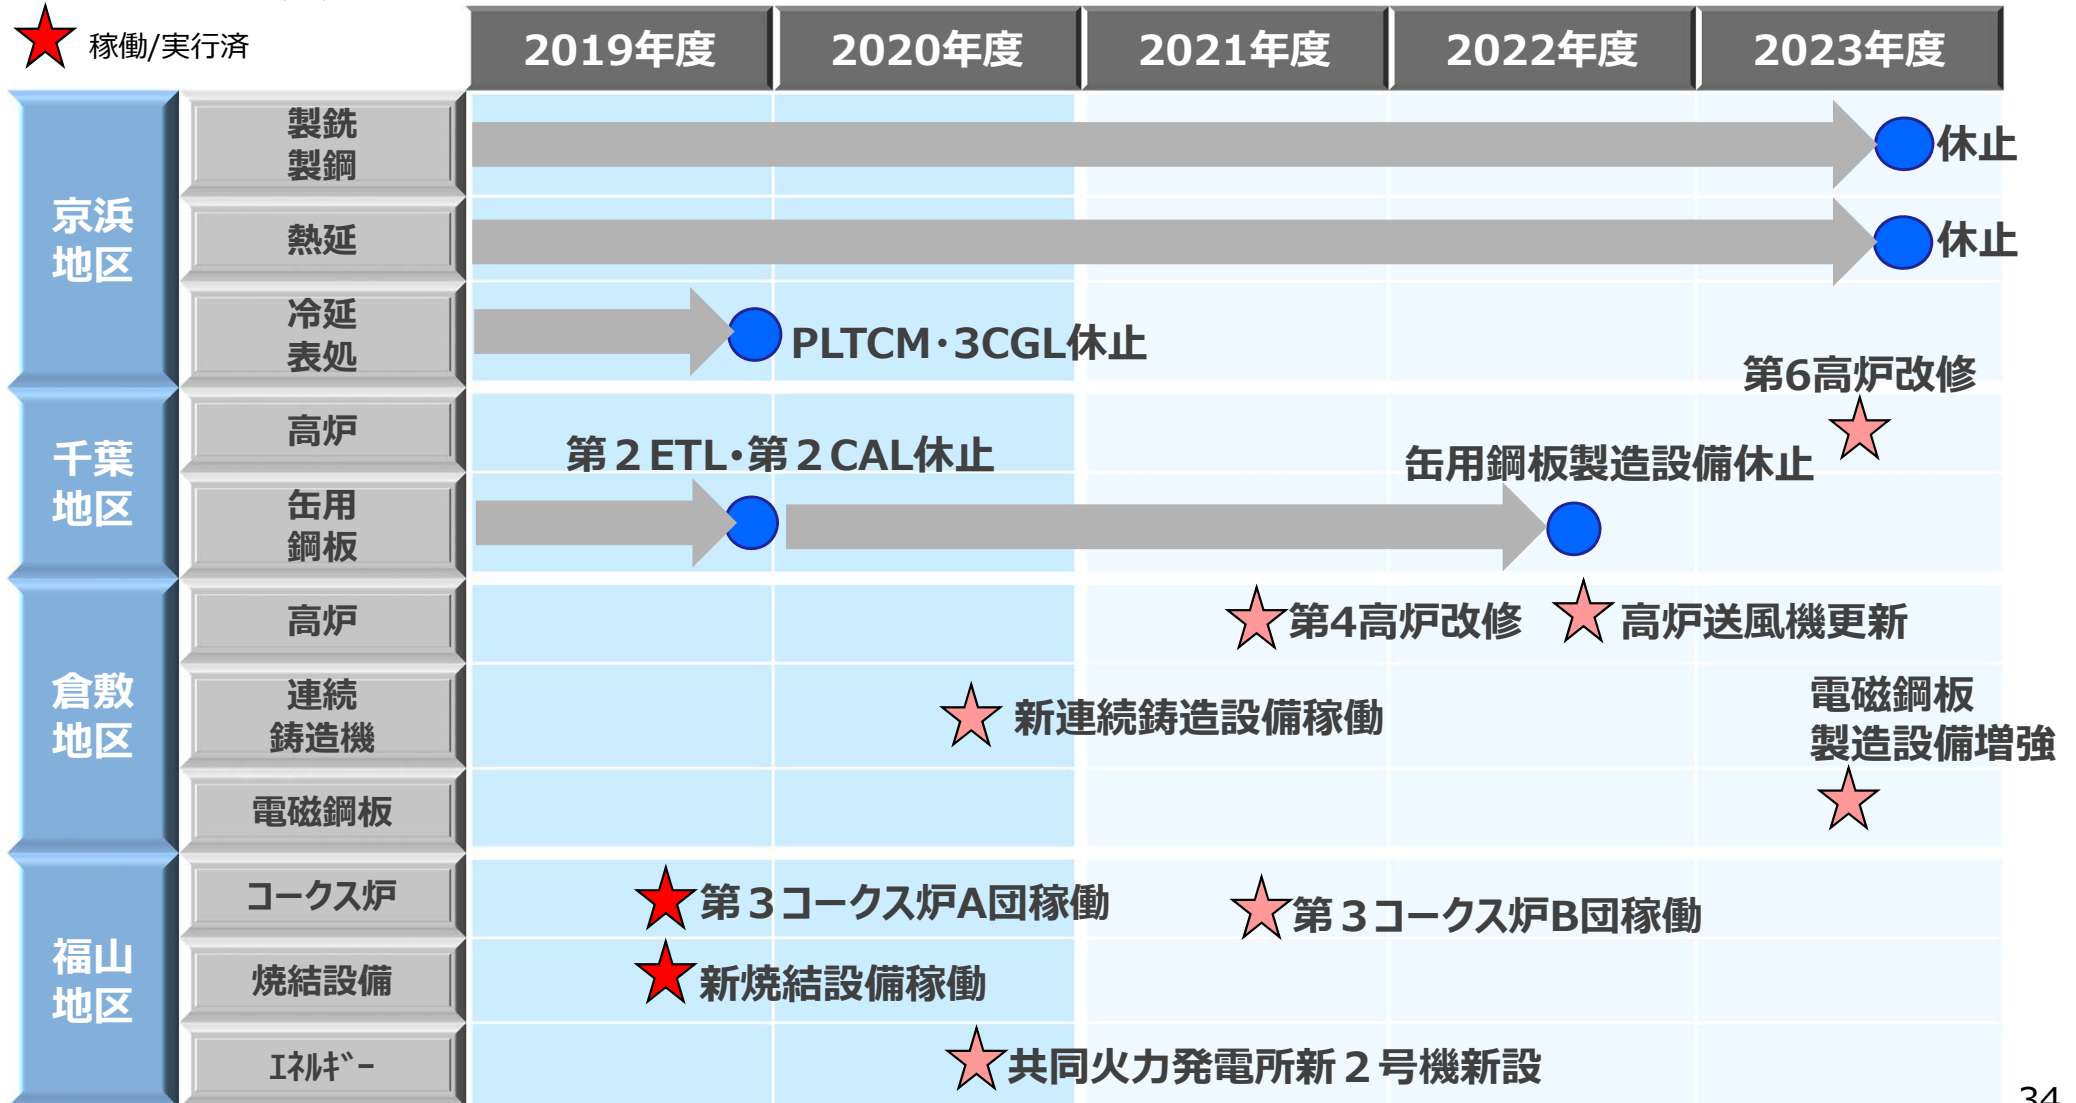 稼働/実行済
2019年度
2020年度
2021年度
2022年度
2023年度
京浜
地区
製銑
製鋼
休止
熱延
休止
冷延
表処
PLTCM・3CGL休止
千葉
地区
高炉
第6高炉改修
缶用
鋼板
第２ETL・第２CAL休止
缶用鋼板製造設備休止
倉敷
地区
高炉
第4高炉改修
高炉送風機更新
連続
鋳造機
新連続鋳造設備稼働
電磁鋼板
電磁鋼板
製造設備増強
福山
地区
コークス炉
第３コークス炉A団稼働
第３コークス炉B団稼働
焼結設備
新焼結設備稼働
ｴﾈﾙｷﾞｰ
共同火力発電所新２号機新設
34